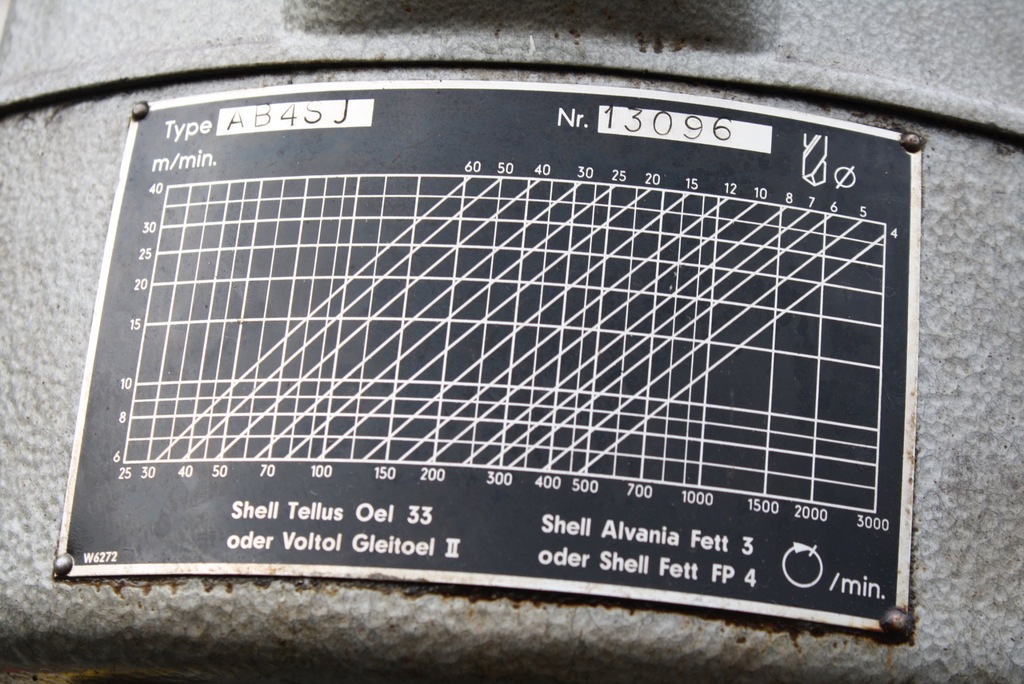 Type AB4SJ Nr. 13096
m/min. ø
60 50 40 30 25 20 15 12 10 8 7 6 5
4
40
30
25
20
15
10
8
6
25 30 40 50 70 100 150 200 300 400 500 700 1000 1500 2000 3000
Shell Tellus Oel 33
oder Voltol Gleitoel II
Shell Alvania Fett 3
oder Shell Fett FP 4
/min.
W6272